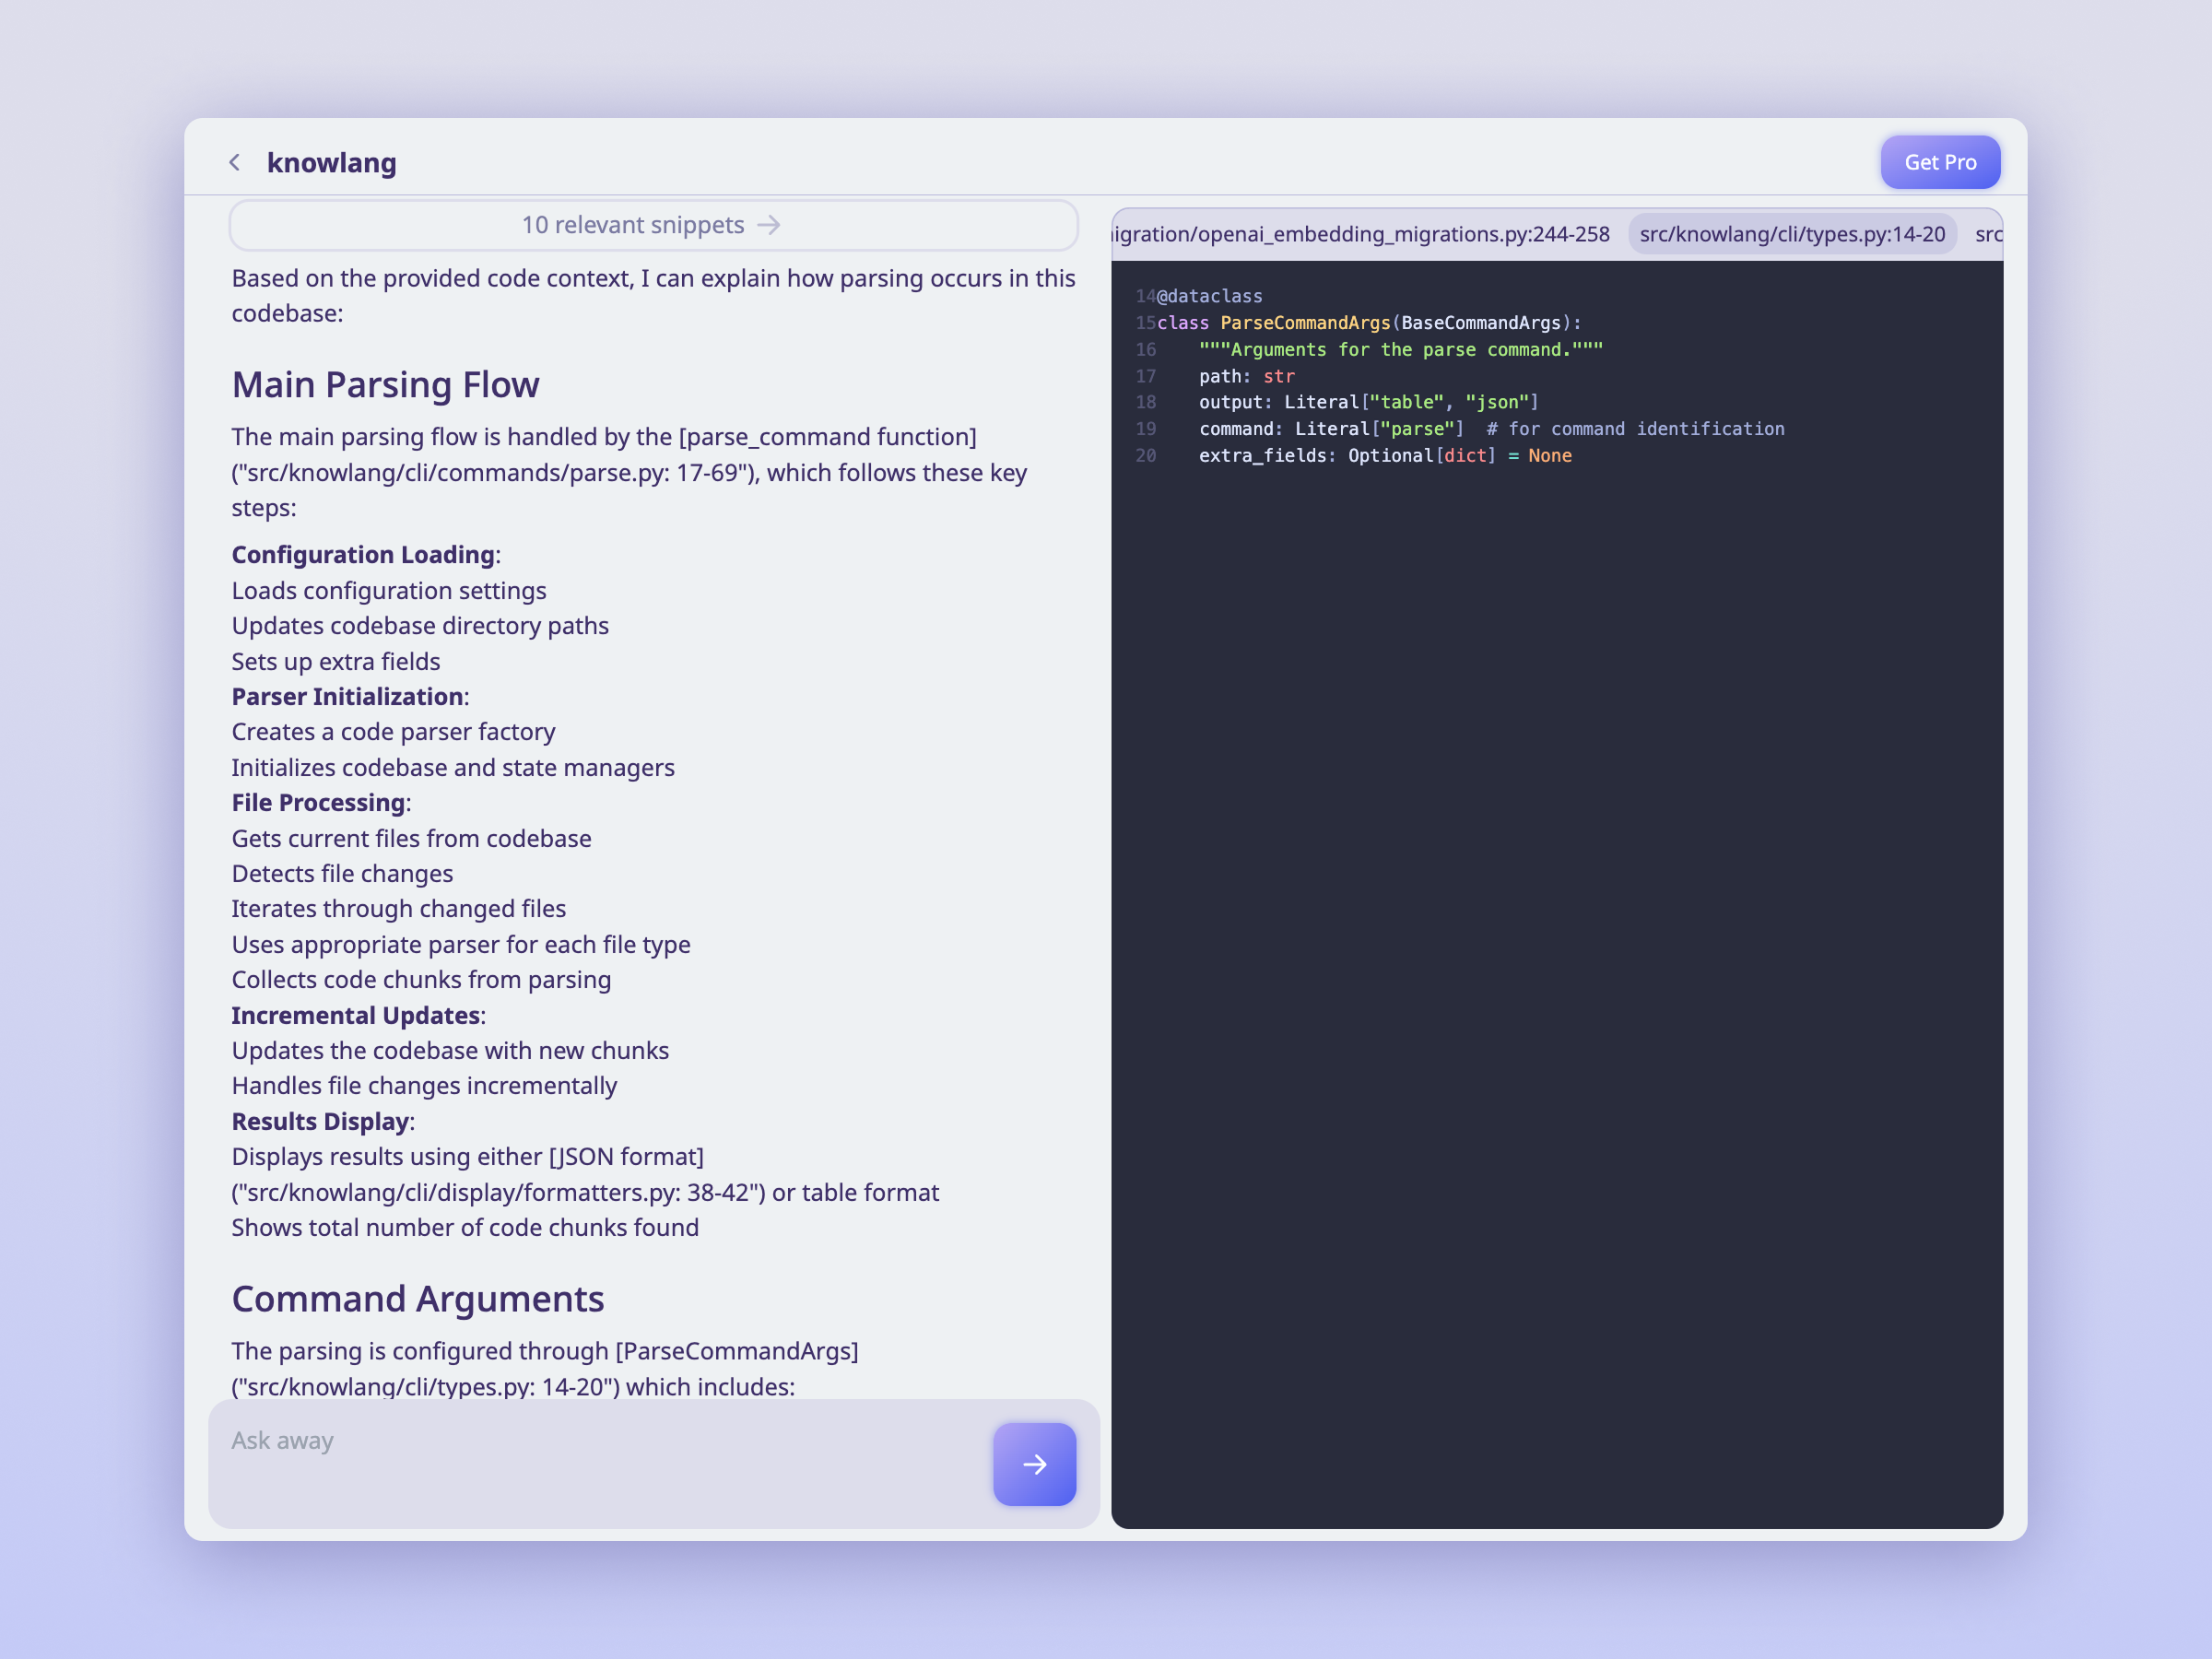 knowlang
Get Pro
10 relevant snippets
Based on the provided code context, I can explain how parsing occurs in this
codebase:
Main Parsing Flow
The main parsing flow is handled by the [parse_command function]
("src/knowlang/cli/commands/parse.py: 17-69"), which follows these key
steps:
Configuration Loading:
Loads configuration settings
Updates codebase directory paths
Sets up extra fields
Parser Initialization:
Creates a code parser factory
Initializes codebase and state managers
File Processing:
Gets current files from codebase
Detects file changes
Iterates through changed files
Uses appropriate parser for each file type
Collects code chunks from parsing
Incremental Updates:
Updates the codebase with new chunks
Handles file changes incrementally
Results Display:
Displays results using either [JSON format]
("src/knowlang/cli/display/formatters.py: 38-42") or table format
Shows total number of code chunks found
Command Arguments
The parsing is configured through [ParseCommandArgs]
("src/knowlang/cli/types.py: 14-20") which includes:
Ask away
igration/openai_embedding_migrations.py:244-258 src/knowlang/cli/types.py:14-20 src
14@dataclass
15class ParseCommandArgs(BaseCommandArgs):
16    """Arguments for the parse command."""
17    path: str
18    output: Literal["table", "json"]
19    command: Literal["parse"]  # for command identification
20    extra_fields: Optional[dict] = None